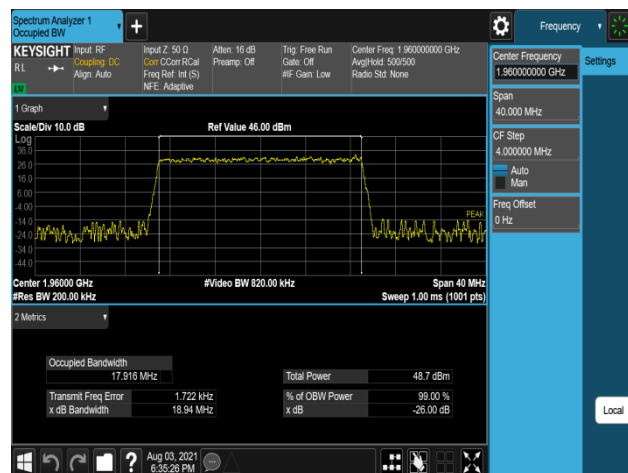 Spectrum Analyzer 1
Occupied BW
+
Frequency
KEYSIGHT
RL
Input: RF
Coupling: DC
Align: Auto
Input Z: 50 Ω
Corr CCorr RCal
Freq Ref: Int (S)
NFE: Adaptive
Atten: 16 dB
Preamp: Off
Trig: Free Run
Gate: Off
#IF Gain: Low
Center Freq: 1.960000000 GHz
Avg|Hold: 500/500
Radio Std: None
LXI
1 Graph
Scale/Div 10.0 dB
Ref Value 46.00 dBm
Log
36.0
26.0
16.0
6.00
-4.00
-14.0
-24.0
-34.0
-44.0
PEAK
Center 1.96000 GHz
#Video BW 820.00 kHz
Span 40 MHz
#Res BW 200.00 kHz
Sweep 1.00 ms (1001 pts)
2 Metrics
Occupied Bandwidth
17.916 MHz
Total Power
48.7 dBm
Transmit Freq Error
1.722 kHz
% of OBW Power
99.00 %
x dB Bandwidth
18.94 MHz
x dB
-26.00 dB
?
Aug 03, 2021
6:35:26 PM
Center Frequency
1.960000000 GHz
Settings
Span
40.000 MHz
CF Step
4.000000 MHz
Auto
Man
Freq Offset
0 Hz
Local